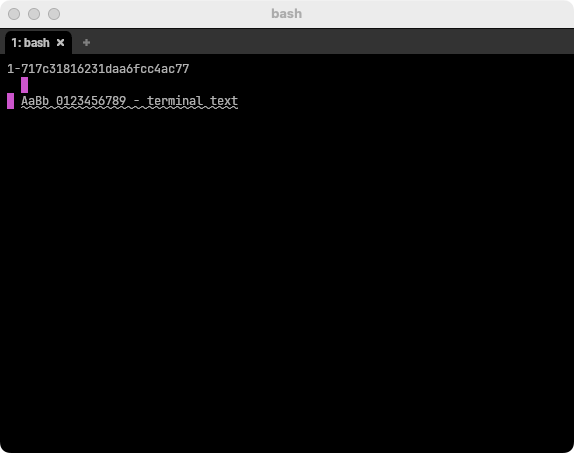 bash
1: bash × +
1-717c31816231daa6fcc4ac77
AaBb 0123456789 - terminal text